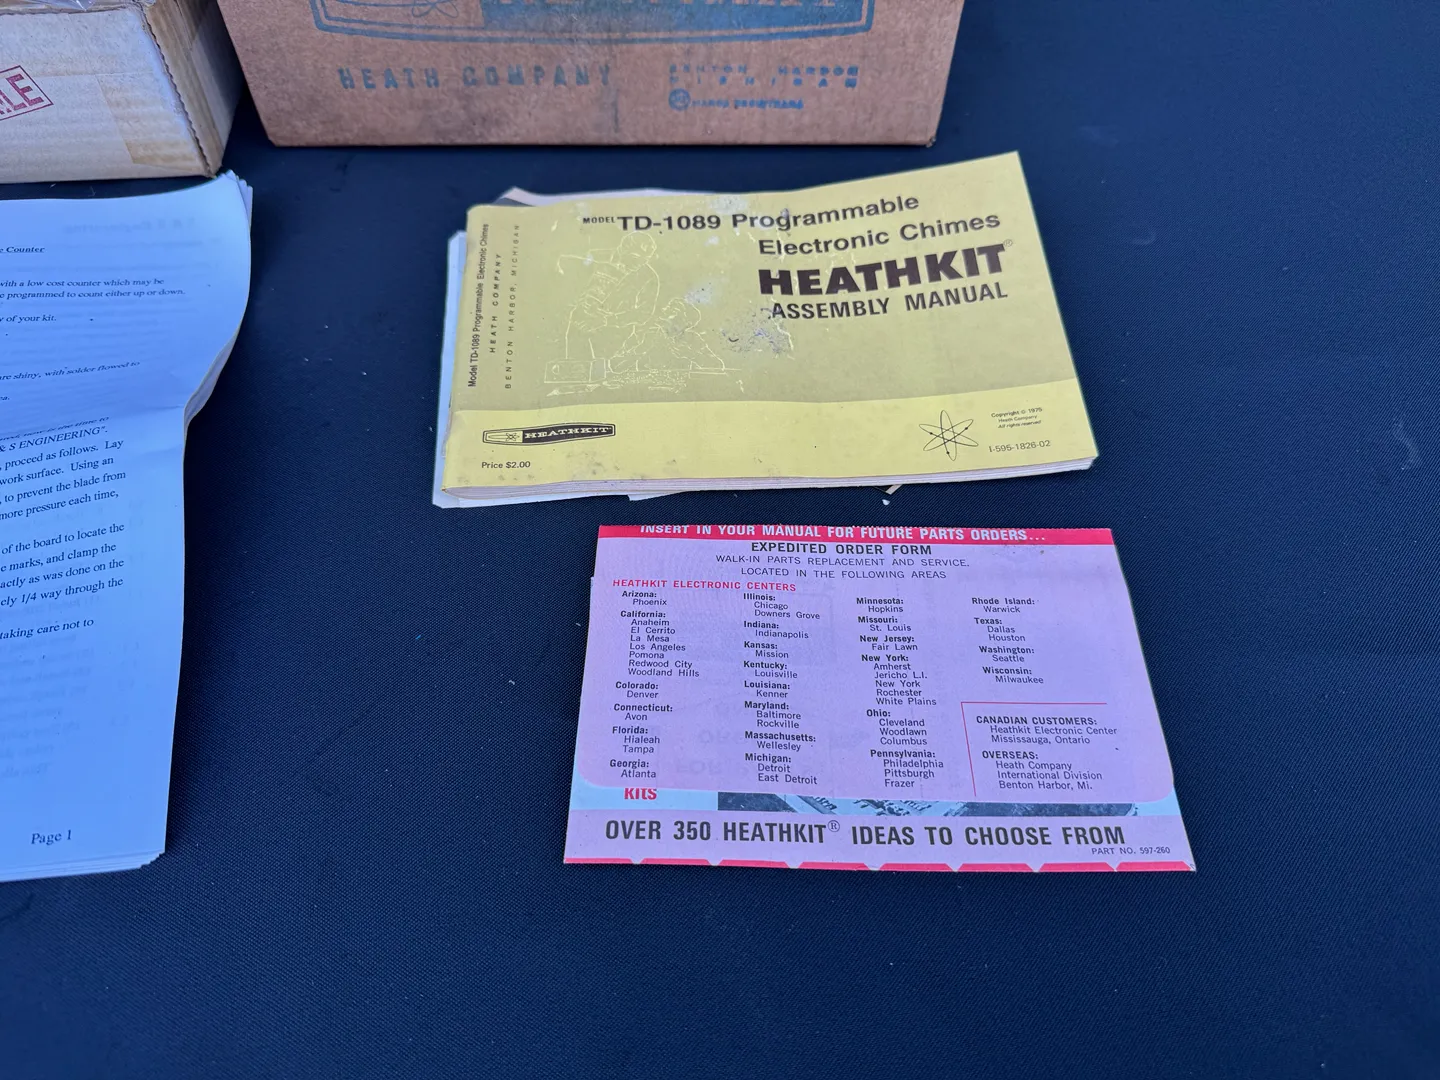 HEATH COMPANY
BENTON HARBOR
MICHIGAN
Counter
with a low cost counter which may be
programmed to count either up or down.
of your kit.
are shiny, with solder flowed to
& S ENGINEERING".
proceed as follows. Lay
work surface. Using an
to prevent the blade from
more pressure each time,
of the board to locate the
marks, and clamp the
exactly as was done on the
1/4 way through the
taking care not to
Page 1
MODEL TD-1089 Programmable
Electronic Chimes
HEATHKIT®
ASSEMBLY MANUAL
Model TD-1089 Programmable Electronic Chimes
HEATH COMPANY
BENTON HARBOR, MICHIGAN
HEATHKIT
Price $2.00
Copyright © 1975
Heath Company
All rights reserved
1-595-1826-02
INSERT IN YOUR MANUAL FOR FUTURE PARTS ORDERS...
EXPEDITED ORDER FORM
WALK-IN PARTS REPLACEMENT AND SERVICE,
LOCATED IN THE FOLLOWING AREAS
HEATHKIT ELECTRONIC CENTERS
Arizona:
Phoenix
California:
Anaheim
El Cerrito
La Mesa
Los Angeles
Pomona
Redwood City
Woodland Hills
Colorado:
Denver
Connecticut:
Avon
Florida:
Hialeah
Tampa
Georgia:
Atlanta
Illinois:
Chicago
Downers Grove
Indiana:
Indianapolis
Kansas:
Mission
Kentucky:
Louisville
Louisiana:
Kenner
Maryland:
Baltimore
Rockville
Massachusetts:
Wellesley
Michigan:
Detroit
East Detroit
Minnesota:
Hopkins
Missouri:
St. Louis
New Jersey:
Fair Lawn
New York:
Amherst
Jericho L.I.
New York
Rochester
White Plains
Ohio:
Cleveland
Woodlawn
Columbus
Pennsylvania:
Philadelphia
Pittsburgh
Frazer
Rhode Island:
Warwick
Texas:
Dallas
Houston
Washington:
Seattle
Wisconsin:
Milwaukee
CANADIAN CUSTOMERS:
Heathkit Electronic Center
Mississauga, Ontario
OVERSEAS:
Heath Company
International Division
Benton Harbor, Mi.
KITS
OVER 350 HEATHKIT® IDEAS TO CHOOSE FROM
PART NO. 597-260